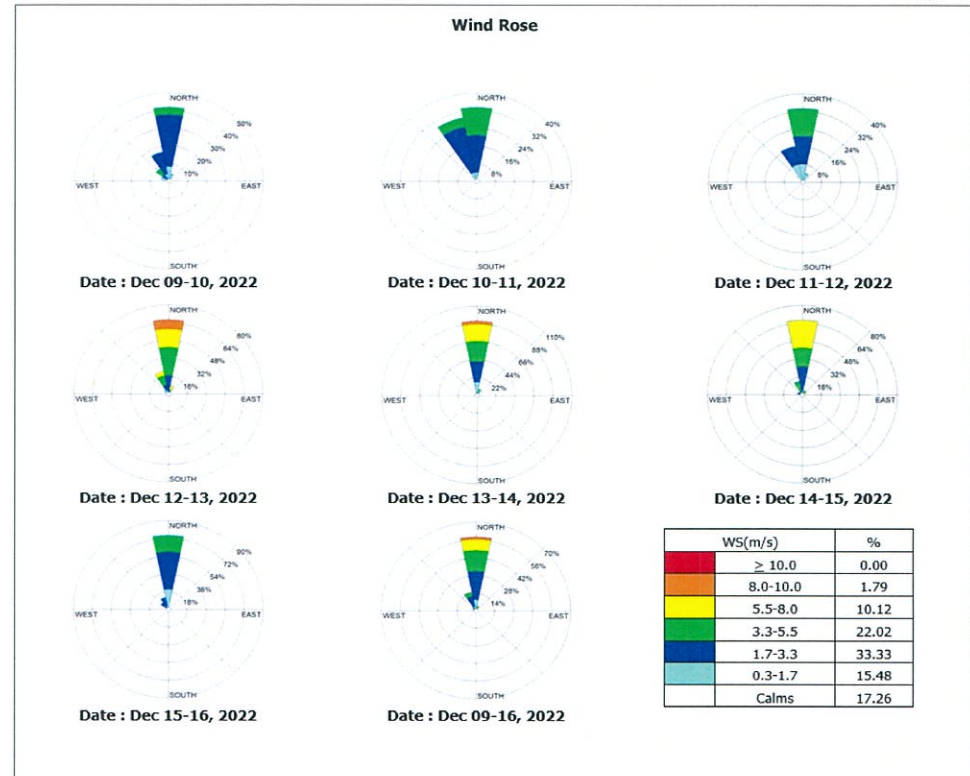 Wind Rose
NORTH
50%
40%
30%
20%
10%
WEST
EAST
SOUTH
Date : Dec 09-10, 2022
NORTH
40%
32%
24%
16%
8%
WEST
EAST
SOUTH
Date : Dec 10-11, 2022
NORTH
40%
32%
24%
16%
8%
WEST
EAST
SOUTH
Date : Dec 11-12, 2022
NORTH
80%
64%
48%
32%
16%
WEST
EAST
SOUTH
Date : Dec 12-13, 2022
NORTH
110%
88%
66%
44%
22%
WEST
EAST
SOUTH
Date : Dec 13-14, 2022
NORTH
80%
64%
48%
32%
16%
WEST
EAST
SOUTH
Date : Dec 14-15, 2022
NORTH
90%
72%
54%
36%
18%
WEST
EAST
SOUTH
Date : Dec 15-16, 2022
NORTH
70%
56%
42%
28%
14%
WEST
EAST
SOUTH
Date : Dec 09-16, 2022
WS(m/s) %
≥ 10.0 0.00
8.0-10.0 1.79
5.5-8.0 10.12
3.3-5.5 22.02
1.7-3.3 33.33
0.3-1.7 15.48
Calms 17.26